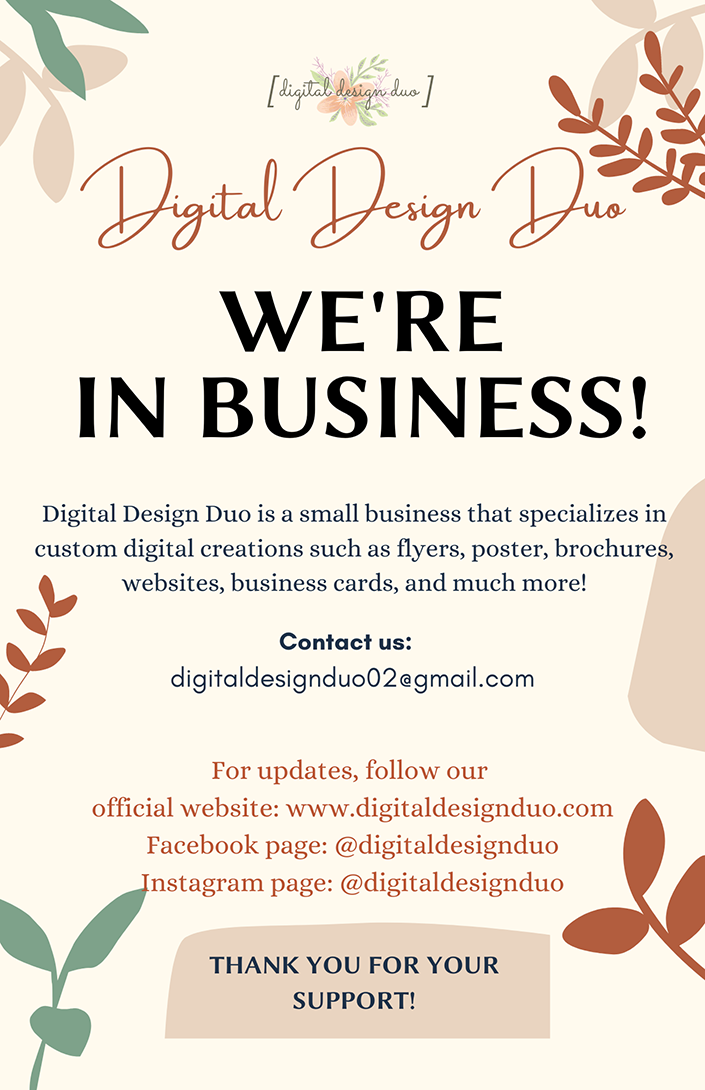 [digital design duo]
Digital Design Duo
WE'RE
IN BUSINESS!
Digital Design Duo is a small business that specializes in
custom digital creations such as flyers, poster, brochures,
websites, business cards, and much more!
Contact us:
digitaldesignduo02@gmail.com
For updates, follow our
official website: www.digitaldesignduo.com
Facebook page: @digitaldesignduo
Instagram page: @digitaldesignduo
THANK YOU FOR YOUR
SUPPORT!